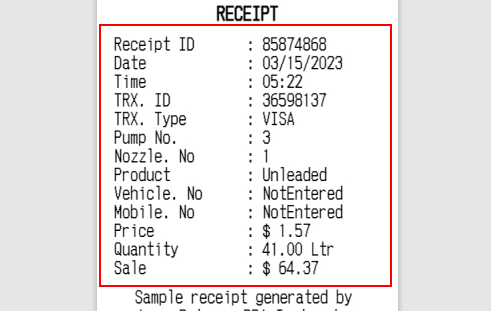 RECEIPT
Receipt ID : 85874868
Date : 03/15/2023
Time : 05:22
TRX. ID : 36598137
TRX. Type : VISA
Pump No. : 3
Nozzle. No : 1
Product : Unleaded
Vehicle. No : NotEntered
Mobile. No : NotEntered
Price : $ 1.57
Quantity : 41.00 Ltr
Sale : $ 64.37
Sample receipt generated by